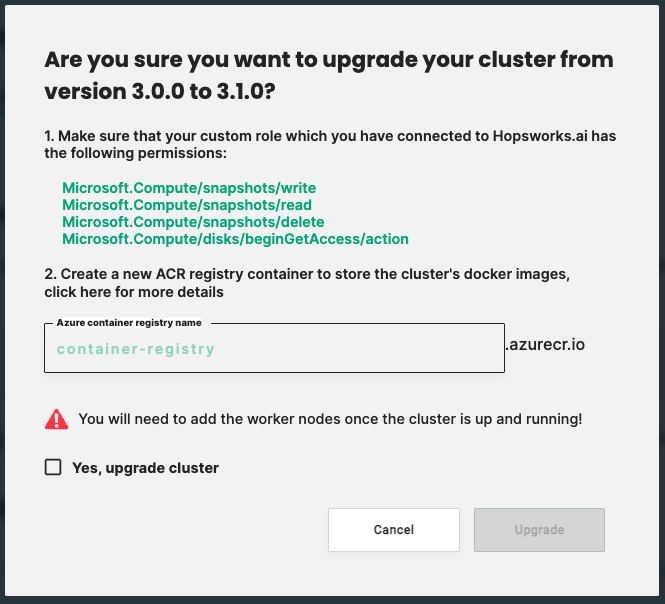 Are you sure you want to upgrade your cluster from
version 3.0.0 to 3.1.0?
1. Make sure that your custom role which you have connected to Hopsworks.ai has
the following permissions:
Microsoft.Compute/snapshots/write
Microsoft.Compute/snapshots/read
Microsoft.Compute/snapshots/delete
Microsoft.Compute/disks/beginGetAccess/action
2. Create a new ACR registry container to store the cluster's docker images,
click here for more details
Azure container registry name
container-registry
.azurecr.io
You will need to add the worker nodes once the cluster is up and running!
Yes, upgrade cluster
Cancel
Upgrade